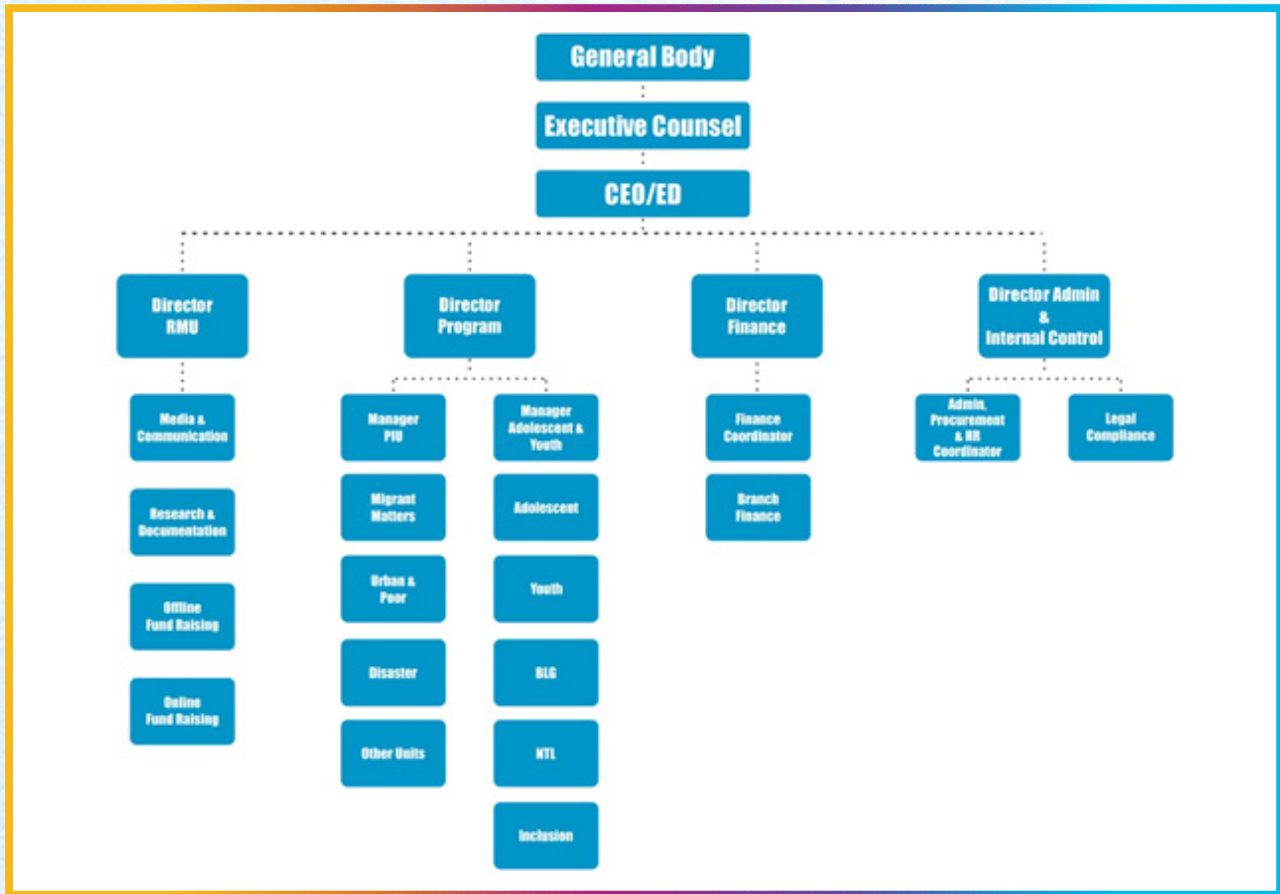 General Body
Executive Counsel
CEO/ED
Director
RMU
Director
Program
Director
Finance
Director Admin
&
Internal Control
Media &
Communication
Research &
Documentation
Offline
Fund Raising
Online
Fund Raising
Manager
PIU
Migrant
Matters
Urban &
Poor
Disaster
Other Units
Manager
Adolescent &
Youth
Adolescent
Youth
BLG
NTL
Inclusion
Finance
Coordinator
Branch
Finance
Admin,
Procurement
& HR
Coordinator
Legal
Compliance